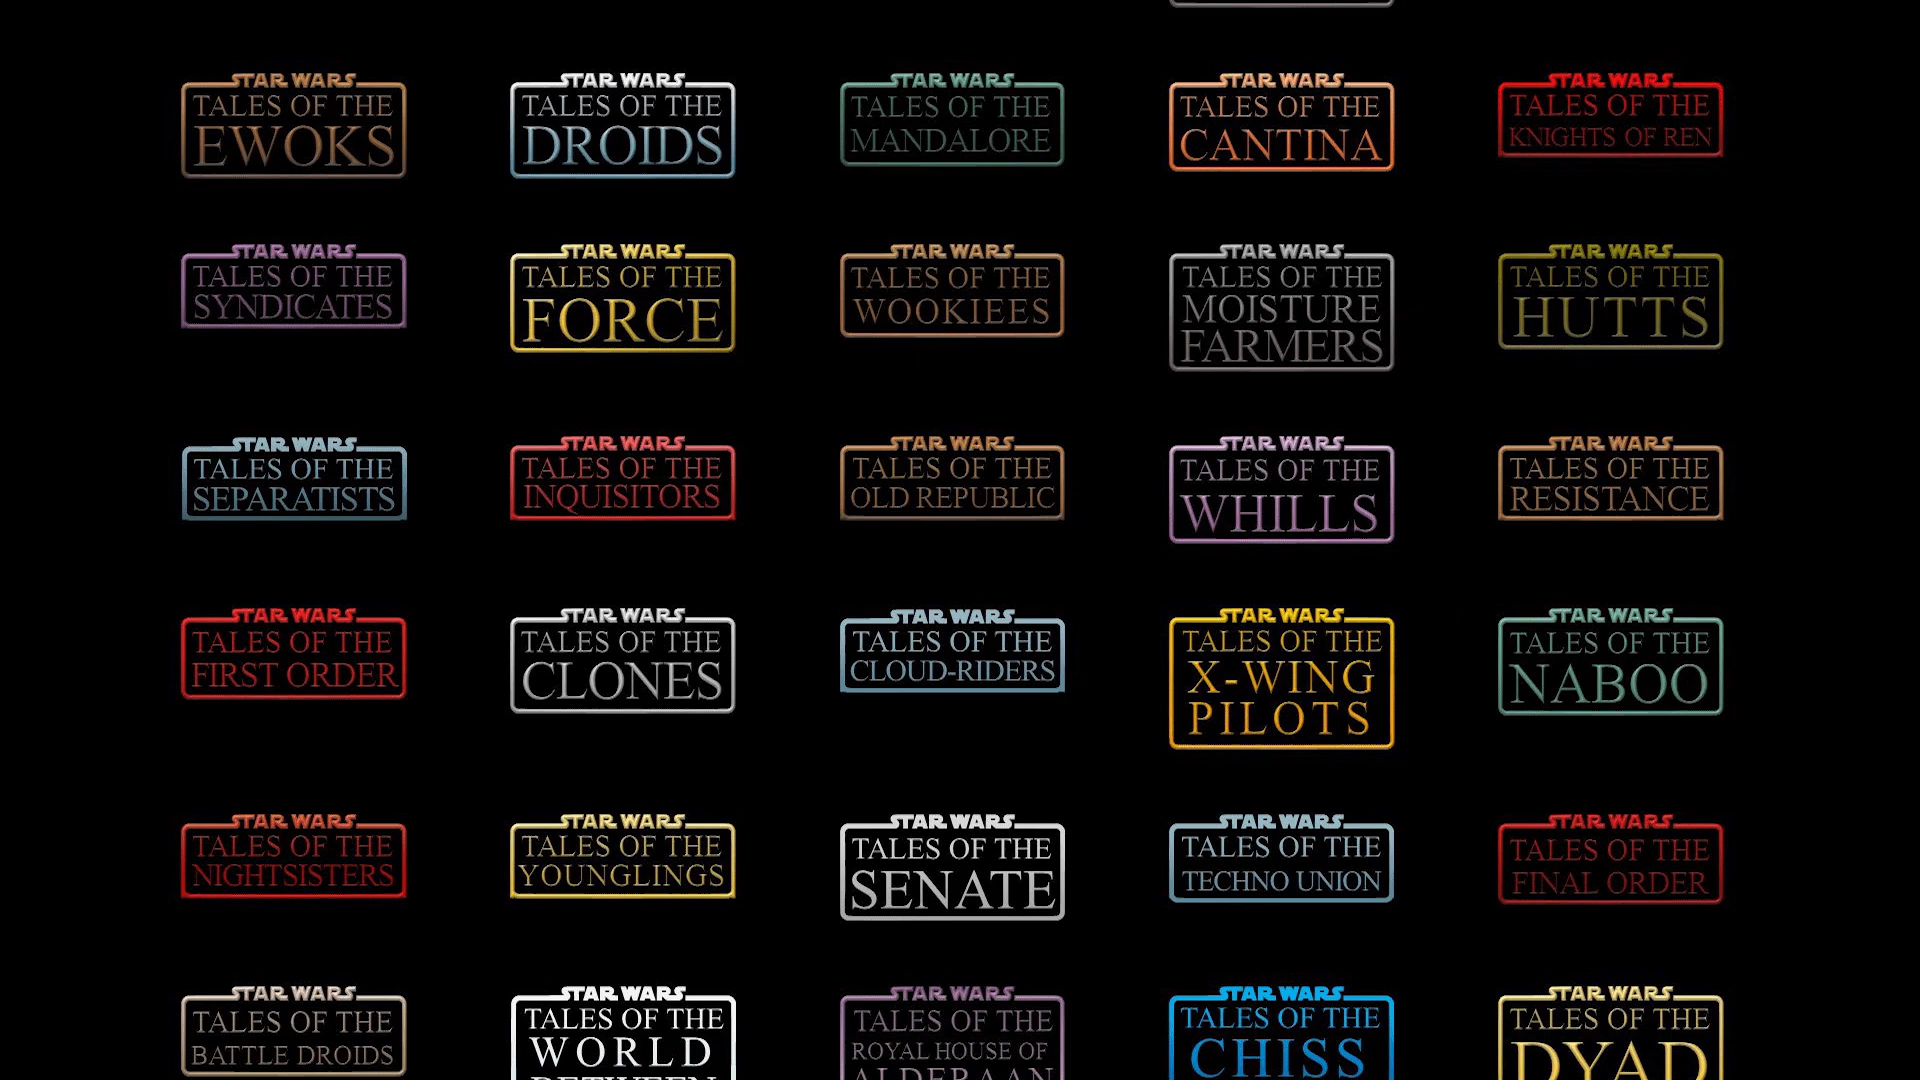 STAR WARS
TALES OF THE
EWOKS
STAR WARS
TALES OF THE
DROIDS
STAR WARS
TALES OF THE
MANDALORE
STAR WARS
TALES OF THE
CANTINA
STAR WARS
TALES OF THE
KNIGHTS OF REN
STAR WARS
TALES OF THE
SYNDICATES
STAR WARS
TALES OF THE
FORCE
STAR WARS
TALES OF THE
WOOKIEES
STAR WARS
TALES OF THE
MOISTURE
FARMERS
STAR WARS
TALES OF THE
HUTTS
STAR WARS
TALES OF THE
SEPARATISTS
STAR WARS
TALES OF THE
INQUISITORS
STAR WARS
TALES OF THE
OLD REPUBLIC
STAR WARS
TALES OF THE
WHILLS
STAR WARS
TALES OF THE
RESISTANCE
STAR WARS
TALES OF THE
FIRST ORDER
STAR WARS
TALES OF THE
CLONES
STAR WARS
TALES OF THE
CLOUD-RIDERS
STAR WARS
TALES OF THE
X-WING
PILOTS
STAR WARS
TALES OF THE
NABOO
STAR WARS
TALES OF THE
NIGHTSISTERS
STAR WARS
TALES OF THE
YOUNGLINGS
STAR WARS
TALES OF THE
SENATE
STAR WARS
TALES OF THE
TECHNO UNION
STAR WARS
TALES OF THE
FINAL ORDER
STAR WARS
TALES OF THE
BATTLE DROIDS
STAR WARS
TALES OF THE
WORLD
BETWEEN
STAR WARS
TALES OF THE
ROYAL HOUSE OF
ALDERAAN
STAR WARS
TALES OF THE
CHISS
STAR WARS
TALES OF THE
DYAD